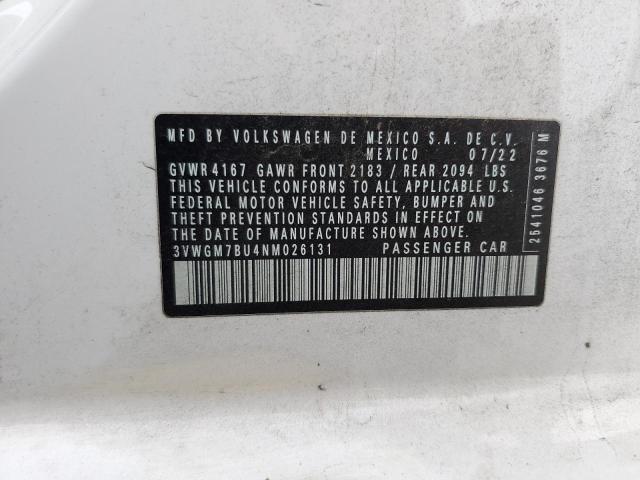 MFD BY VOLKSWAGEN DE MEXICO S.A. DE C.V.
MEXICO 07/22
GVWR 4167 GAWR FRONT 2183 / REAR 2094 LBS
THIS VEHICLE CONFORMS TO ALL APPLICABLE U.S.
FEDERAL MOTOR VEHICLE SAFETY, BUMPER AND
THEFT PREVENTION STANDARDS IN EFFECT ON
THE DATE OF MANUFACTURE SHOWN ABOVE.
3VWGM7BU4NM026131 PASSENGER CAR
2541046 3676 M